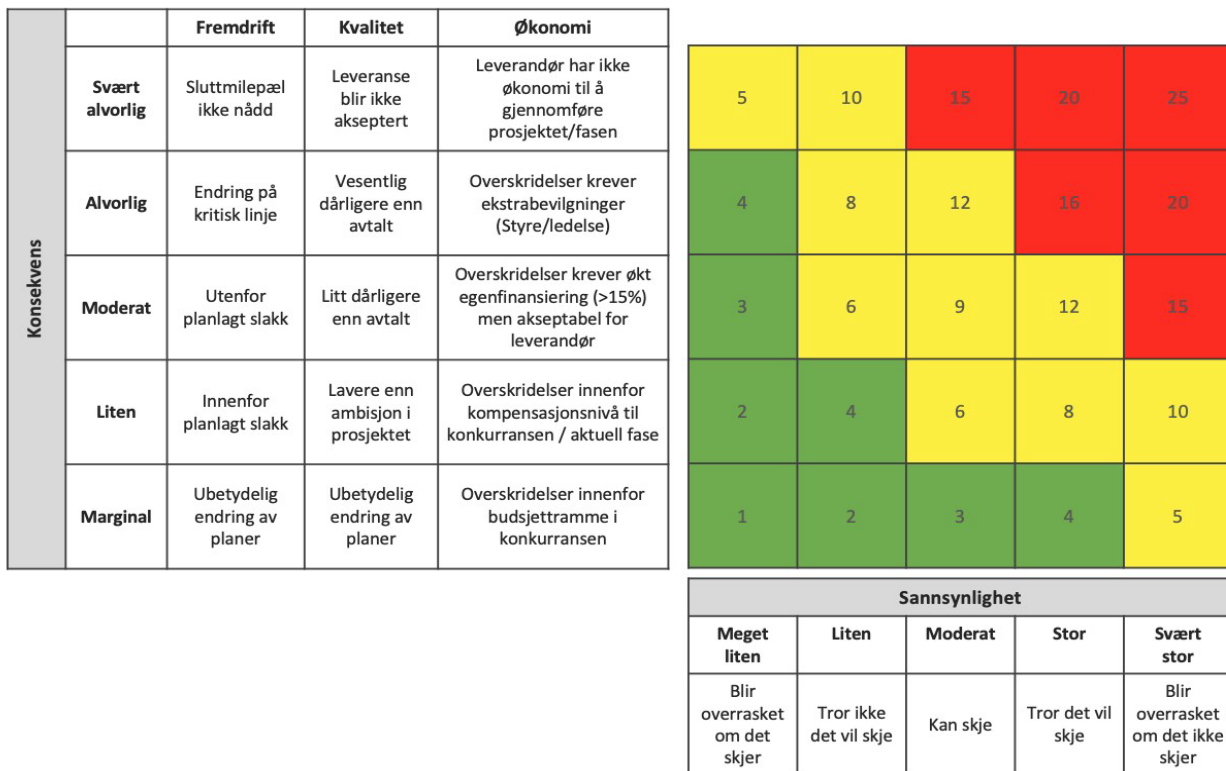 Fremdrift Kvalitet Økonomi
Konsekvens
Svært
alvorlig
Sluttmilepæl
ikke nådd
Leveranse
blir ikke
akseptert
Leverandør har ikke
økonomi til å
gjennomføre
prosjektet/fasen
5 10 15 20 25
Alvorlig
Endring på
kritisk linje
Vesentlig
dårligere enn
avtalt
Overskridelser krever
ekstrabevilgninger
(Styre/ledelse)
4 8 12 16 20
Moderat
Utenfor
planlagt slakk
Litt dårligere
enn avtalt
Overskridelser krever økt
egenfinansiering (>15%)
men akseptabel for
leverandør
3 6 9 12 15
Liten
Innenfor
planlagt slakk
Lavere enn
ambisjon i
prosjektet
Overskridelser innenfor
kompensasjonsnivå til
konkurransen / aktuell fase
2 4 6 8 10
Marginal
Ubetydelig
endring av
planer
Ubetydelig
endring av
planer
Overskridelser innenfor
budsjettramme i
konkurransen
1 2 3 4 5
Sannsynlighet
Meget
liten
Liten
Moderat
Stor
Svært
stor
Blir
overrasket
om det
skjer
Tror ikke
det vil skje
Kan skje
Tror det vil
skje
Blir
overrasket
om det ikke
skjer